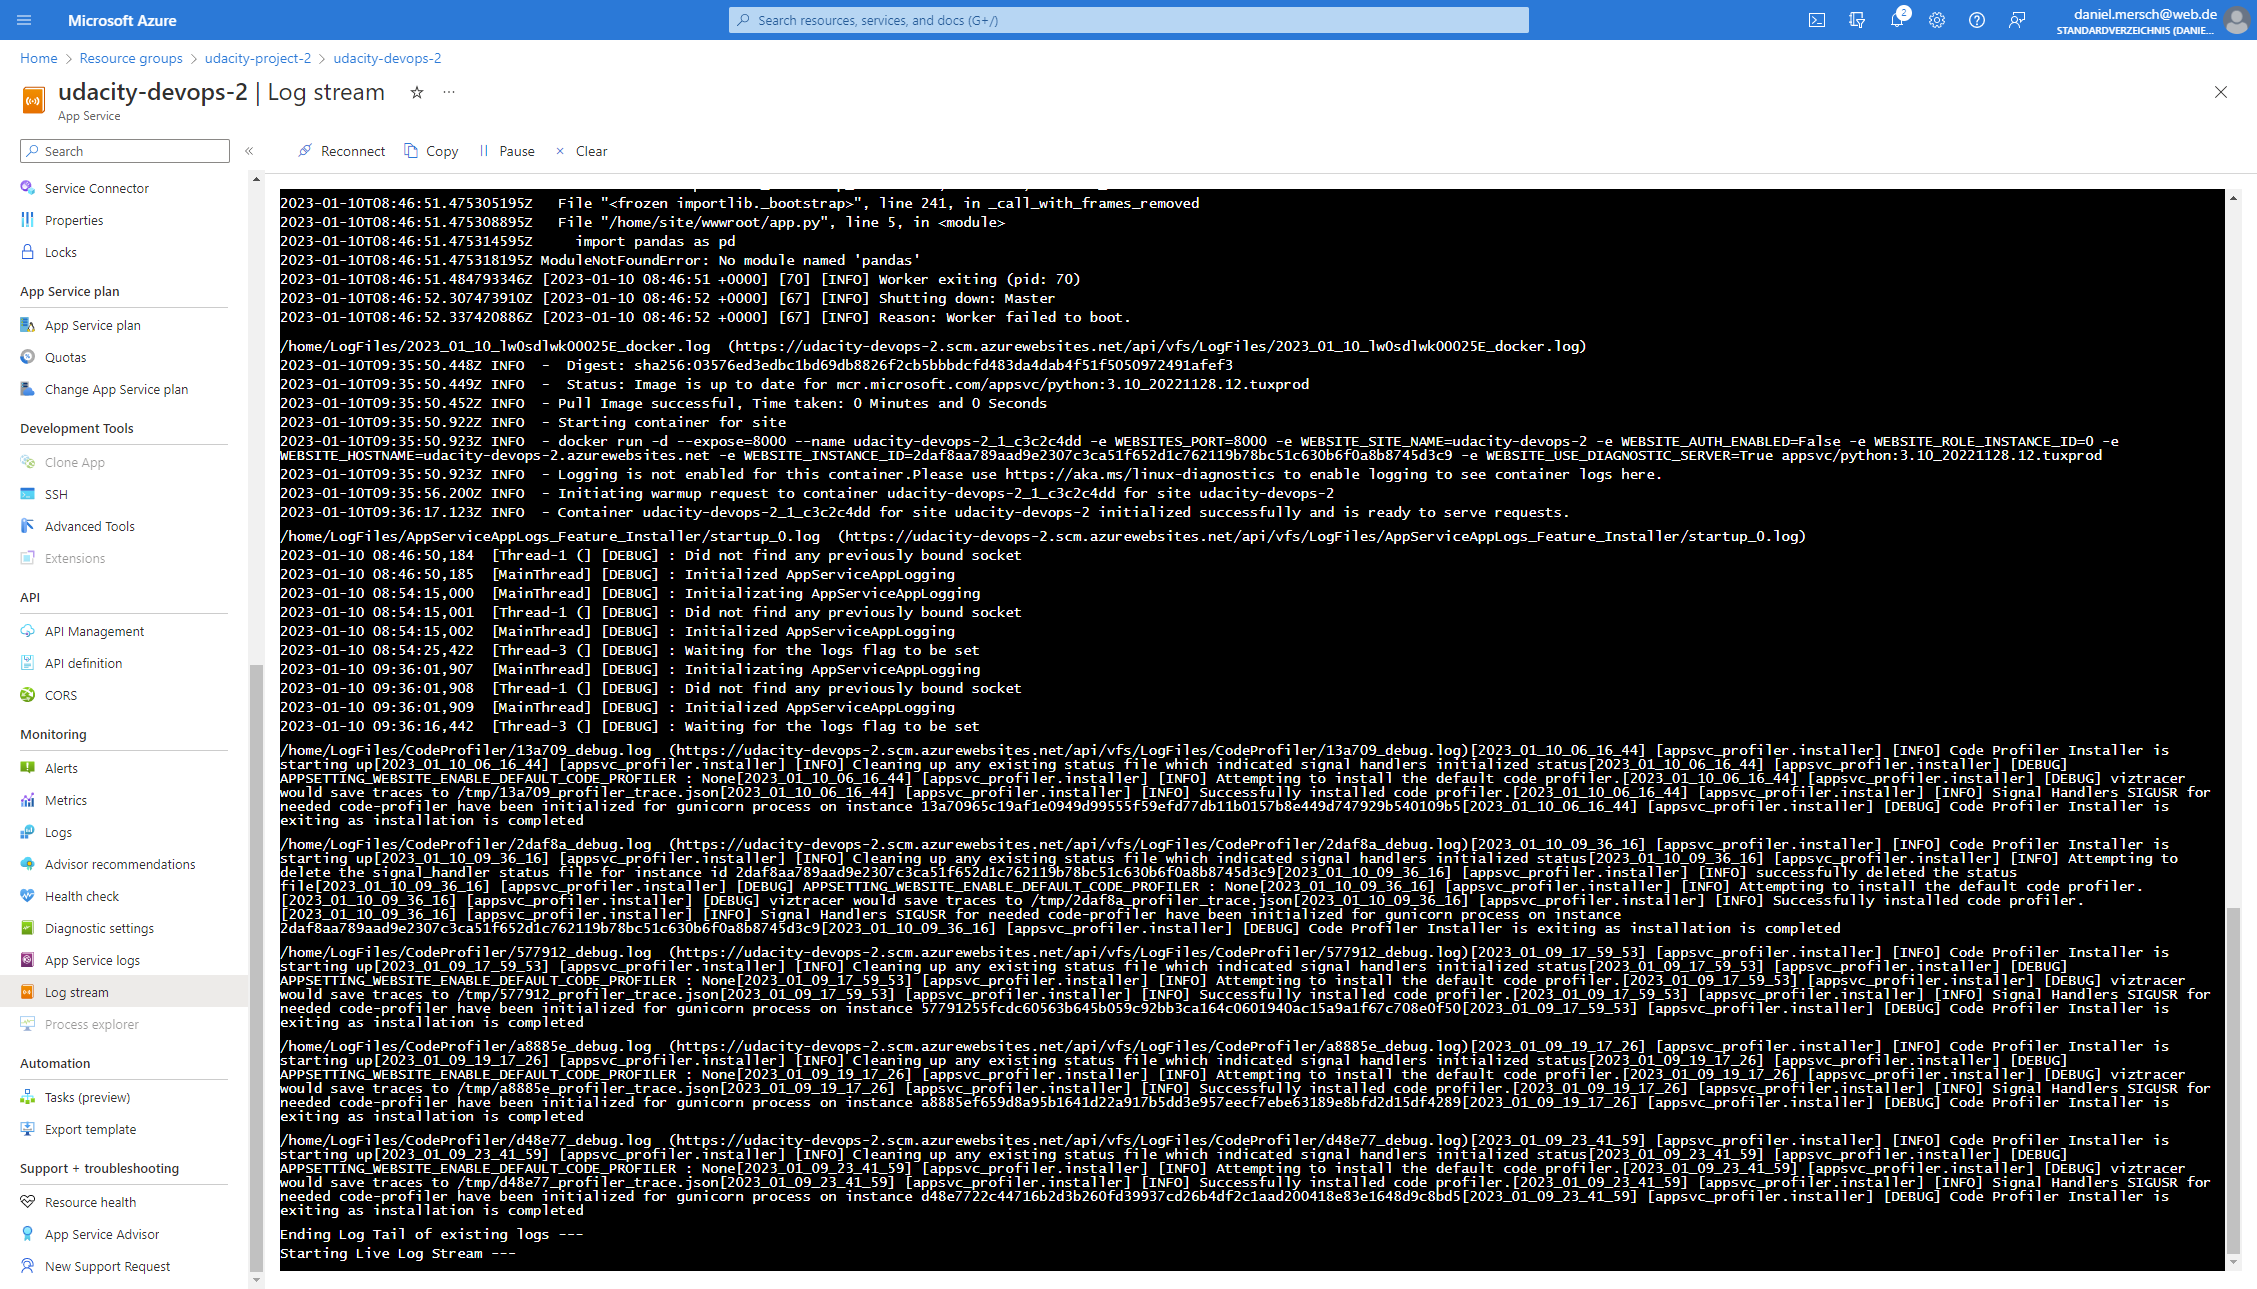 Microsoft Azure
Search resources, services, and docs (G+/)
2
daniel.mersch@web.de
STANDARDVERZEICHNIS (DANIE...
Home > Resource groups > udacity-project-2 > udacity-devops-2
udacity-devops-2 | Log stream
App Service
Search
Reconnect Copy Pause Clear
Service Connector
Properties
Locks
App Service plan
App Service plan
Quotas
Change App Service plan
Development Tools
Clone App
SSH
Advanced Tools
Extensions
API
API Management
API definition
CORS
Monitoring
Alerts
Metrics
Logs
Advisor recommendations
Health check
Diagnostic settings
App Service logs
Log stream
Process explorer
Automation
Tasks (preview)
Export template
Support + troubleshooting
Resource health
App Service Advisor
New Support Request
2023-01-10T08:46:51.475305195Z File "<frozen importlib._bootstrap>", line 241, in _call_with_frames_removed
2023-01-10T08:46:51.475308895Z File "/home/site/wwwroot/app.py", line 5, in <module>
2023-01-10T08:46:51.475314595Z import pandas as pd
2023-01-10T08:46:51.475318195Z ModuleNotFoundError: No module named 'pandas'
2023-01-10T08:46:51.484793346Z [2023-01-10 08:46:51 +0000] [70] [INFO] Worker exiting (pid: 70)
2023-01-10T08:46:52.307473910Z [2023-01-10 08:46:52 +0000] [67] [INFO] Shutting down: Master
2023-01-10T08:46:52.337420886Z [2023-01-10 08:46:52 +0000] [67] [INFO] Reason: Worker failed to boot.
/home/LogFiles/2023_01_10_lw0sdlwk00025E_docker.log (https://udacity-devops-2.scm.azurewebsites.net/api/vfs/LogFiles/2023_01_10_lw0sdlwk00025E_docker.log)
2023-01-10T09:35:50.448Z INFO - Digest: sha256:03576ed3edbc1bd69db8826f2cb5bbbdcfd483da4dab4f51f5050972491afef3
2023-01-10T09:35:50.449Z INFO - Status: Image is up to date for mcr.microsoft.com/appsvc/python:3.10_20221128.12.tuxprod
2023-01-10T09:35:50.452Z INFO - Pull Image successful, Time taken: 0 Minutes and 0 Seconds
2023-01-10T09:35:50.922Z INFO - Starting container for site
2023-01-10T09:35:50.923Z INFO - docker run -d --expose=8000 --name udacity-devops-2_1_c3c2c4dd -e WEBSITES_PORT=8000 -e WEBSITE_SITE_NAME=udacity-devops-2 -e WEBSITE_AUTH_ENABLED=False -e WEBSITE_ROLE_INSTANCE_ID=0 -e
WEBSITE_HOSTNAME=udacity-devops-2.azurewebsites.net -e WEBSITE_INSTANCE_ID=2daf8aa789aad9e2307c3ca51f652d1c762119b78bc51c630b6f0a8b8745d3c9 -e WEBSITE_USE_DIAGNOSTIC_SERVER=True appsvc/python:3.10_20221128.12.tuxprod
2023-01-10T09:35:50.923Z INFO - Logging is not enabled for this container.Please use https://aka.ms/linux-diagnostics to enable logging to see container logs here.
2023-01-10T09:35:56.200Z INFO - Initiating warmup request to container udacity-devops-2_1_c3c2c4dd for site udacity-devops-2
2023-01-10T09:36:17.123Z INFO - Container udacity-devops-2_1_c3c2c4dd for site udacity-devops-2 initialized successfully and is ready to serve requests.
/home/LogFiles/AppServiceAppLogs_Feature_Installer/startup_0.log (https://udacity-devops-2.scm.azurewebsites.net/api/vfs/LogFiles/AppServiceAppLogs_Feature_Installer/startup_0.log)
2023-01-10 08:46:50,184 [Thread-1 (] [DEBUG] : Did not find any previously bound socket
2023-01-10 08:46:50,185 [MainThread] [DEBUG] : Initialized AppServiceAppLogging
2023-01-10 08:54:15,000 [MainThread] [DEBUG] : Initializating AppServiceAppLogging
2023-01-10 08:54:15,001 [Thread-1 (] [DEBUG] : Did not find any previously bound socket
2023-01-10 08:54:15,002 [MainThread] [DEBUG] : Initialized AppServiceAppLogging
2023-01-10 08:54:25,422 [Thread-3 (] [DEBUG] : Waiting for the logs flag to be set
2023-01-10 09:36:01,907 [MainThread] [DEBUG] : Initializating AppServiceAppLogging
2023-01-10 09:36:01,908 [Thread-1 (] [DEBUG] : Did not find any previously bound socket
2023-01-10 09:36:01,909 [MainThread] [DEBUG] : Initialized AppServiceAppLogging
2023-01-10 09:36:16,442 [Thread-3 (] [DEBUG] : Waiting for the logs flag to be set
/home/LogFiles/CodeProfiler/13a709_debug.log (https://udacity-devops-2.scm.azurewebsites.net/api/vfs/LogFiles/CodeProfiler/13a709_debug.log)[2023_01_10_06_16_44] [appsvc_profiler.installer] [INFO] Code Profiler Installer is
starting up[2023_01_10_06_16_44] [appsvc_profiler.installer] [INFO] Cleaning up any existing status file which indicated signal handlers initialized status[2023_01_10_06_16_44] [appsvc_profiler.installer] [DEBUG]
APPSETTING_WEBSITE_ENABLE_DEFAULT_CODE_PROFILER : None[2023_01_10_06_16_44] [appsvc_profiler.installer] [INFO] Attempting to install the default code profiler.[2023_01_10_06_16_44] [appsvc_profiler.installer] [DEBUG] viztracer
would save traces to /tmp/13a709_profiler_trace.json[2023_01_10_06_16_44] [appsvc_profiler.installer] [INFO] Successfully installed code profiler.[2023_01_10_06_16_44] [appsvc_profiler.installer] [INFO] Signal Handlers SIGUSR for
needed code-profiler have been initialized for gunicorn process on instance 13a70965c19af1e0949d99555f59efd77db11b0157b8e449d747929b540109b5[2023_01_10_06_16_44] [appsvc_profiler.installer] [DEBUG] Code Profiler Installer is
exiting as installation is completed
/home/LogFiles/CodeProfiler/2daf8a_debug.log (https://udacity-devops-2.scm.azurewebsites.net/api/vfs/LogFiles/CodeProfiler/2daf8a_debug.log)[2023_01_10_09_36_16] [appsvc_profiler.installer] [INFO] Code Profiler Installer is
starting up[2023_01_10_09_36_16] [appsvc_profiler.installer] [INFO] Cleaning up any existing status file which indicated signal handlers initialized status[2023_01_10_09_36_16] [appsvc_profiler.installer] [INFO] Attempting to
delete the signal_handler status file for instance id 2daf8aa789aad9e2307c3ca51f652d1c762119b78bc51c630b6f0a8b8745d3c9[2023_01_10_09_36_16] [appsvc_profiler.installer] [INFO] successfully deleted the status
file[2023_01_10_09_36_16] [appsvc_profiler.installer] [DEBUG] APPSETTING_WEBSITE_ENABLE_DEFAULT_CODE_PROFILER : None[2023_01_10_09_36_16] [appsvc_profiler.installer] [INFO] Attempting to install the default code profiler.
[2023_01_10_09_36_16] [appsvc_profiler.installer] [DEBUG] viztracer would save traces to /tmp/2daf8a_profiler_trace.json[2023_01_10_09_36_16] [appsvc_profiler.installer] [INFO] Successfully installed code profiler.
[2023_01_10_09_36_16] [appsvc_profiler.installer] [INFO] Signal Handlers SIGUSR for needed code-profiler have been initialized for gunicorn process on instance
2daf8aa789aad9e2307c3ca51f652d1c762119b78bc51c630b6f0a8b8745d3c9[2023_01_10_09_36_16] [appsvc_profiler.installer] [DEBUG] Code Profiler Installer is exiting as installation is completed
/home/LogFiles/CodeProfiler/577912_debug.log (https://udacity-devops-2.scm.azurewebsites.net/api/vfs/LogFiles/CodeProfiler/577912_debug.log)[2023_01_09_17_59_53] [appsvc_profiler.installer] [INFO] Code Profiler Installer is
starting up[2023_01_09_17_59_53] [appsvc_profiler.installer] [INFO] Cleaning up any existing status file which indicated signal handlers initialized status[2023_01_09_17_59_53] [appsvc_profiler.installer] [DEBUG]
APPSETTING_WEBSITE_ENABLE_DEFAULT_CODE_PROFILER : None[2023_01_09_17_59_53] [appsvc_profiler.installer] [INFO] Attempting to install the default code profiler.[2023_01_09_17_59_53] [appsvc_profiler.installer] [DEBUG] viztracer
would save traces to /tmp/577912_profiler_trace.json[2023_01_09_17_59_53] [appsvc_profiler.installer] [INFO] Successfully installed code profiler.[2023_01_09_17_59_53] [appsvc_profiler.installer] [INFO] Signal Handlers SIGUSR for
needed code-profiler have been initialized for gunicorn process on instance 57791255fcdc60563b645b059c92bb3ca164c0601940ac15a9a1f67c708e0f50[2023_01_09_17_59_53] [appsvc_profiler.installer] [DEBUG] Code Profiler Installer is
exiting as installation is completed
/home/LogFiles/CodeProfiler/a8885e_debug.log (https://udacity-devops-2.scm.azurewebsites.net/api/vfs/LogFiles/CodeProfiler/a8885e_debug.log)[2023_01_09_19_17_26] [appsvc_profiler.installer] [INFO] Code Profiler Installer is
starting up[2023_01_09_19_17_26] [appsvc_profiler.installer] [INFO] Cleaning up any existing status file which indicated signal handlers initialized status[2023_01_09_19_17_26] [appsvc_profiler.installer] [DEBUG]
APPSETTING_WEBSITE_ENABLE_DEFAULT_CODE_PROFILER : None[2023_01_09_19_17_26] [appsvc_profiler.installer] [INFO] Attempting to install the default code profiler.[2023_01_09_19_17_26] [appsvc_profiler.installer] [DEBUG] viztracer
would save traces to /tmp/a8885e_profiler_trace.json[2023_01_09_19_17_26] [appsvc_profiler.installer] [INFO] Successfully installed code profiler.[2023_01_09_19_17_26] [appsvc_profiler.installer] [INFO] Signal Handlers SIGUSR for
needed code-profiler have been initialized for gunicorn process on instance a8885ef659d8a95b1641d22a917b5dd3e957eecf7ebe63189e8bfd2d15df4289[2023_01_09_19_17_26] [appsvc_profiler.installer] [DEBUG] Code Profiler Installer is
exiting as installation is completed
/home/LogFiles/CodeProfiler/d48e77_debug.log (https://udacity-devops-2.scm.azurewebsites.net/api/vfs/LogFiles/CodeProfiler/d48e77_debug.log)[2023_01_09_23_41_59] [appsvc_profiler.installer] [INFO] Code Profiler Installer is
starting up[2023_01_09_23_41_59] [appsvc_profiler.installer] [INFO] Cleaning up any existing status file which indicated signal handlers initialized status[2023_01_09_23_41_59] [appsvc_profiler.installer] [DEBUG]
APPSETTING_WEBSITE_ENABLE_DEFAULT_CODE_PROFILER : None[2023_01_09_23_41_59] [appsvc_profiler.installer] [INFO] Attempting to install the default code profiler.[2023_01_09_23_41_59] [appsvc_profiler.installer] [DEBUG] viztracer
would save traces to /tmp/d48e77_profiler_trace.json[2023_01_09_23_41_59] [appsvc_profiler.installer] [INFO] Successfully installed code profiler.[2023_01_09_23_41_59] [appsvc_profiler.installer] [INFO] Signal Handlers SIGUSR for
needed code-profiler have been initialized for gunicorn process on instance d48e7722c44716b2d3b260fd39937cd26b4df2c1aad200418e83e1648d9c8bd5[2023_01_09_23_41_59] [appsvc_profiler.installer] [DEBUG] Code Profiler Installer is
exiting as installation is completed
Ending Log Tail of existing logs ---
Starting Live Log Stream ---